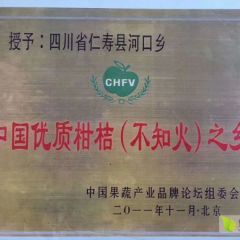 授予：四川省仁寿县河口乡
CHFV
中国优质柑桔（不知火）之乡
中国果蔬产业品牌论坛组委会
二〇一一年十一月·北京